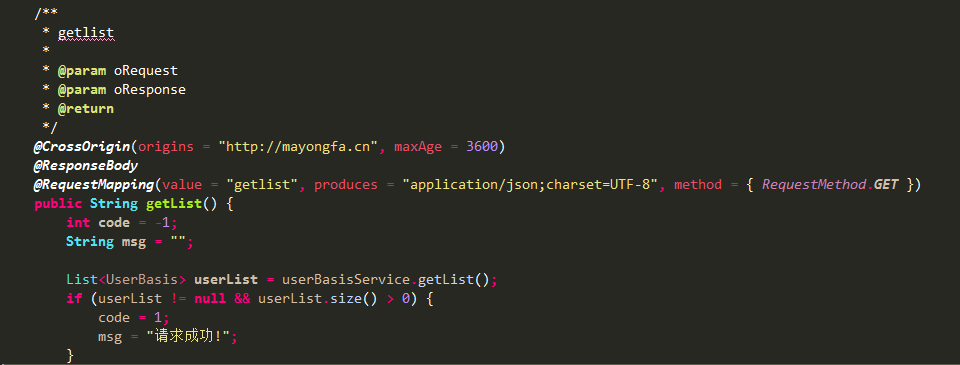 /**
 * getlist
 *
 * @param oRequest
 * @param oResponse
 * @return
 */
@CrossOrigin(origins = "http://mayongfa.cn", maxAge = 3600)
@ResponseBody
@RequestMapping(value = "getlist", produces = "application/json;charset=UTF-8", method = { RequestMethod.GET })
public String getList() {
    int code = -1;
    String msg = "";

    List<UserBasis> userList = userBasisService.getList();
    if (userList != null && userList.size() > 0) {
        code = 1;
        msg = "请求成功!";
    }